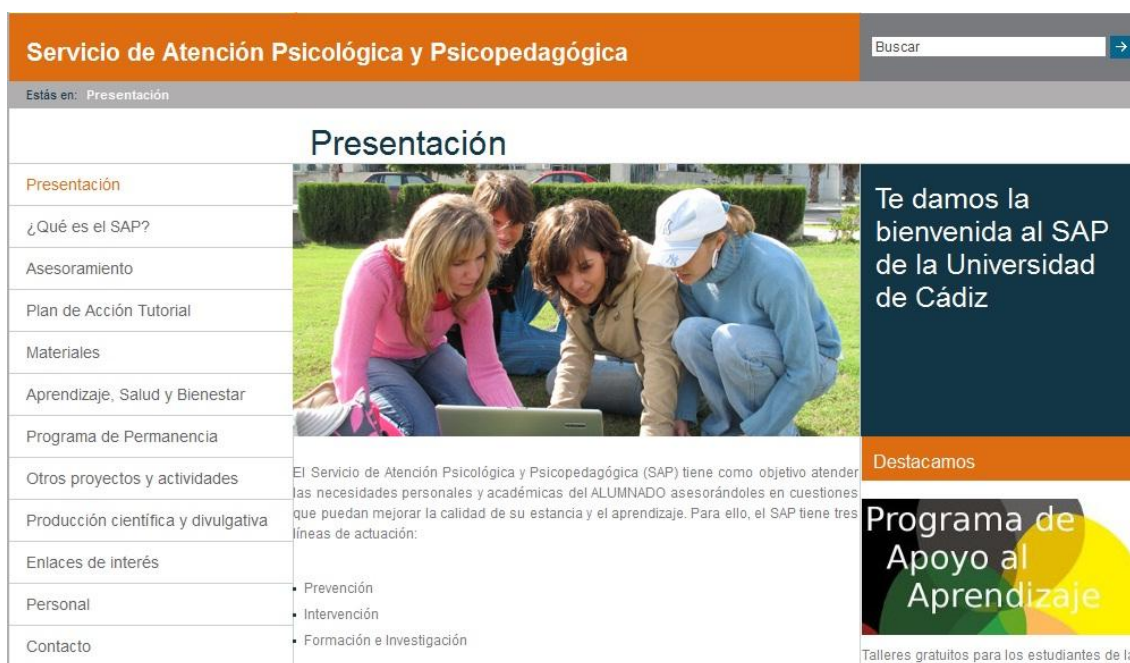 Servicio de Atención Psicológica y Psicopedagógica
Buscar
Estás en: Presentación
Presentación
Presentación
¿Qué es el SAP?
Asesoramiento
Plan de Acción Tutorial
Materiales
Aprendizaje, Salud y Bienestar
Programa de Permanencia
Otros proyectos y actividades
Producción científica y divulgativa
Enlaces de interés
Personal
Contacto
El Servicio de Atención Psicológica y Psicopedagógica (SAP) tiene como objetivo atender
las necesidades personales y académicas del ALUMNADO asesorándoles en cuestiones
que puedan mejorar la calidad de su estancia y el aprendizaje. Para ello, el SAP tiene tres
líneas de actuación:
▪ Prevención
▪ Intervención
▪ Formación e Investigación
Te damos la
bienvenida al SAP
de la Universidad
de Cádiz
Destacamos
Programa de
Apoyo al
Aprendizaje
Talleres gratuitos para los estudiantes de la